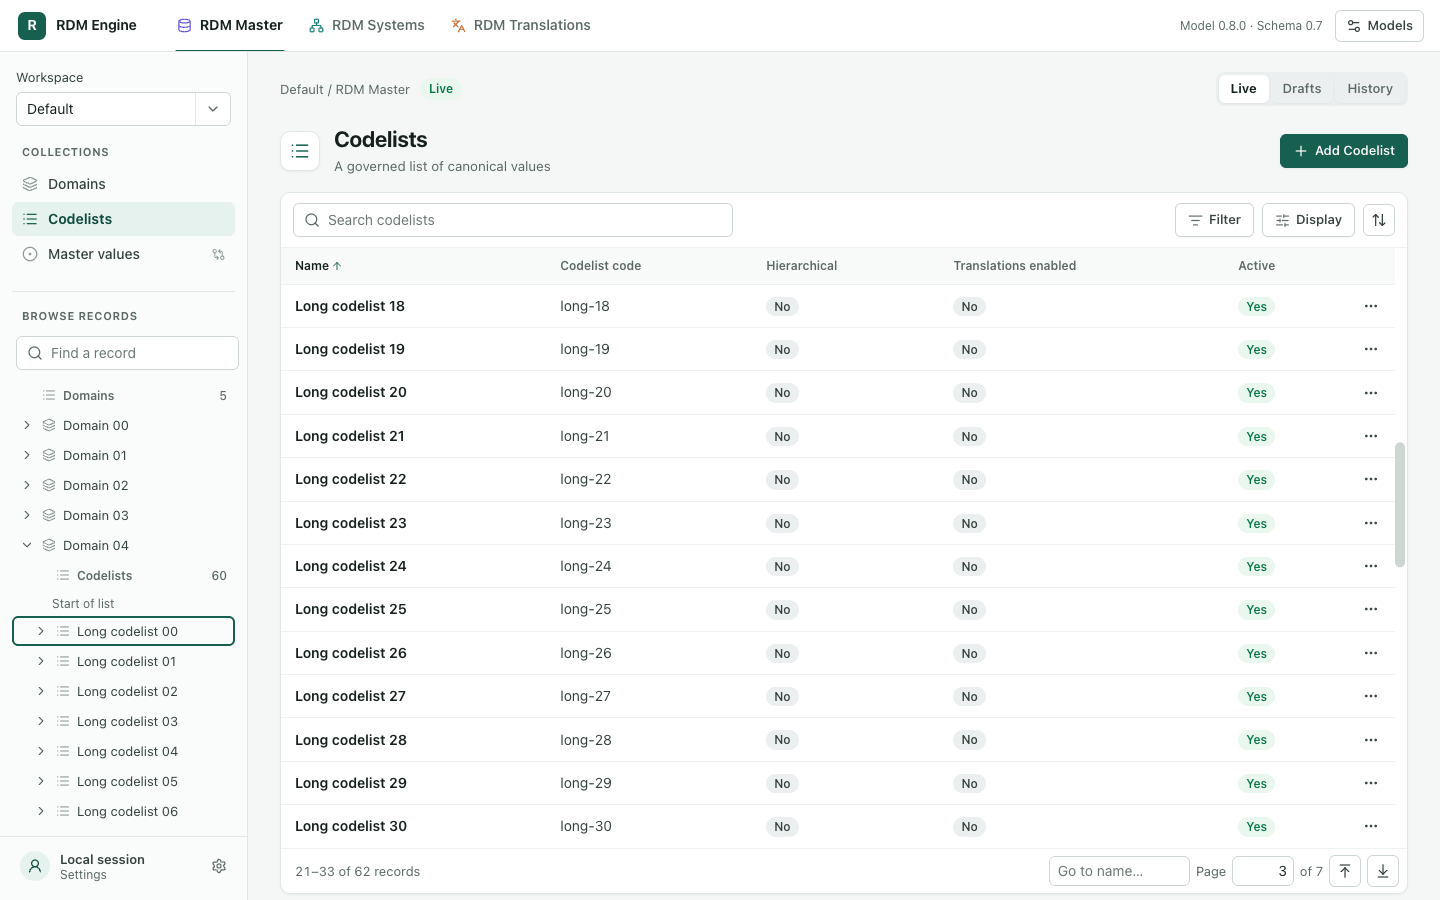 R RDM Engine RDM Master RDM Systems RDM Translations Model 0.8.0 · Schema 0.7 Models
Workspace
Default
COLLECTIONS
Domains
Codelists
Master values
BROWSE RECORDS
Find a record
Domains 5
Domain 00
Domain 01
Domain 02
Domain 03
Domain 04
Codelists 60
Start of list
Long codelist 00
Long codelist 01
Long codelist 02
Long codelist 03
Long codelist 04
Long codelist 05
Long codelist 06
Local session
Settings
Default / RDM Master Live
Live Drafts History
Codelists
A governed list of canonical values
Add Codelist
Search codelists
Filter Display
Name Codelist code Hierarchical Translations enabled Active
Long codelist 18 long-18 No No Yes
Long codelist 19 long-19 No No Yes
Long codelist 20 long-20 No No Yes
Long codelist 21 long-21 No No Yes
Long codelist 22 long-22 No No Yes
Long codelist 23 long-23 No No Yes
Long codelist 24 long-24 No No Yes
Long codelist 25 long-25 No No Yes
Long codelist 26 long-26 No No Yes
Long codelist 27 long-27 No No Yes
Long codelist 28 long-28 No No Yes
Long codelist 29 long-29 No No Yes
Long codelist 30 long-30 No No Yes
21–33 of 62 records
Go to name... Page 3 of 7